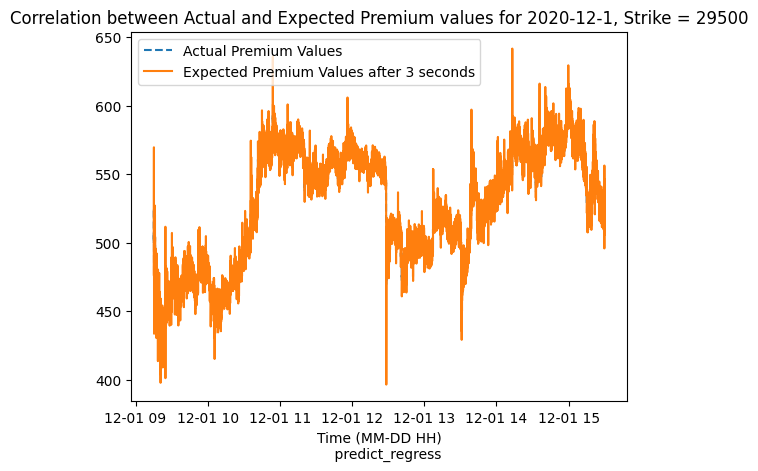 Correlation between Actual and Expected Premium values for 2020-12-1, Strike = 29500
Actual Premium Values
Expected Premium Values after 3 seconds
650
600
550
500
450
400
12-01 09 12-01 10 12-01 11 12-01 12 12-01 13 12-01 14 12-01 15
Time (MM-DD HH)
predict_regress